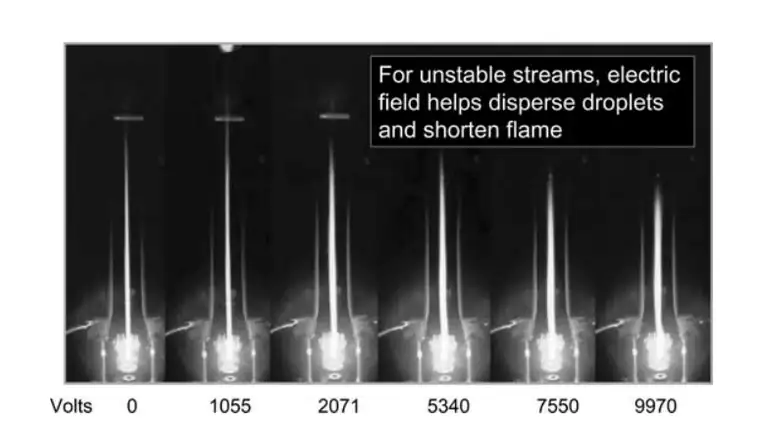 For unstable streams, electric
field helps disperse droplets
and shorten flame
Volts 0 1055 2071 5340 7550 9970